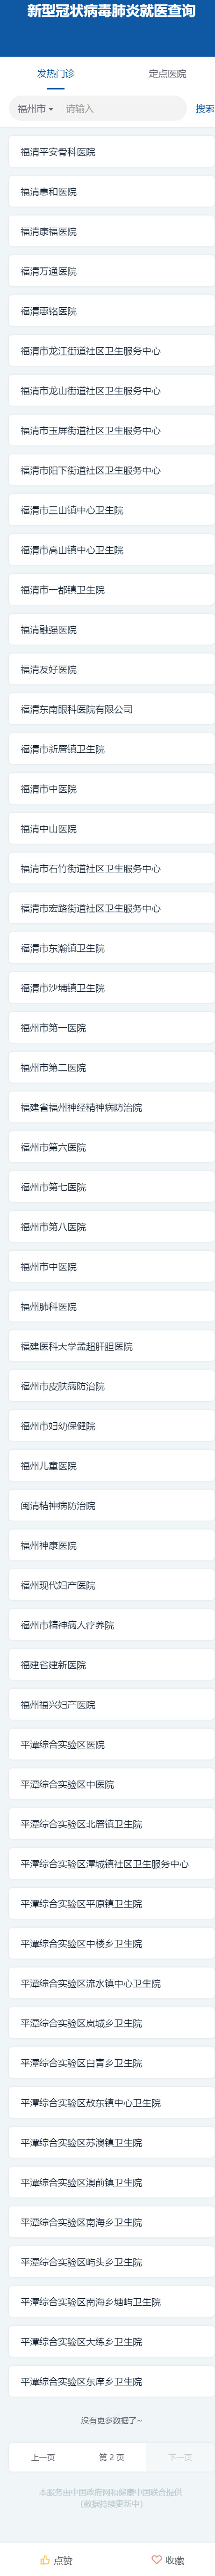 新型冠状病毒肺炎就医查询
发热门诊
定点医院
福州市
请输入
搜索
福清平安骨科医院
福清惠和医院
福清康福医院
福清万通医院
福清惠铭医院
福清市龙江街道社区卫生服务中心
福清市龙山街道社区卫生服务中心
福清市玉屏街道社区卫生服务中心
福清市阳下街道社区卫生服务中心
福清市三山镇中心卫生院
福清市高山镇中心卫生院
福清市一都镇卫生院
福清融强医院
福清友好医院
福清东南眼科医院有限公司
福清市新厝镇卫生院
福清市中医院
福清中山医院
福清市石竹街道社区卫生服务中心
福清市宏路街道社区卫生服务中心
福清市东瀚镇卫生院
福清市沙埔镇卫生院
福州市第一医院
福州市第二医院
福建省福州神经精神病防治院
福州市第六医院
福州市第七医院
福州市第八医院
福州市中医院
福州肺科医院
福建医科大学孟超肝胆医院
福州市皮肤病防治院
福州市妇幼保健院
福州儿童医院
闽清精神病防治院
福州神康医院
福州现代妇产医院
福州市精神病人疗养院
福建省建新医院
福州福兴妇产医院
平潭综合实验区医院
平潭综合实验区中医院
平潭综合实验区北厝镇卫生院
平潭综合实验区潭城镇社区卫生服务中心
平潭综合实验区平原镇卫生院
平潭综合实验区中楼乡卫生院
平潭综合实验区流水镇中心卫生院
平潭综合实验区岚城乡卫生院
平潭综合实验区白青乡卫生院
平潭综合实验区敖东镇中心卫生院
平潭综合实验区苏澳镇卫生院
平潭综合实验区澳前镇卫生院
平潭综合实验区南海乡卫生院
平潭综合实验区屿头乡卫生院
平潭综合实验区南海乡塘屿卫生院
平潭综合实验区大练乡卫生院
平潭综合实验区东庠乡卫生院
没有更多数据了~
上一页
第 2 页
下一页
本服务由中国政府网和健康中国联合提供
(数据持续更新中)
点赞
收藏